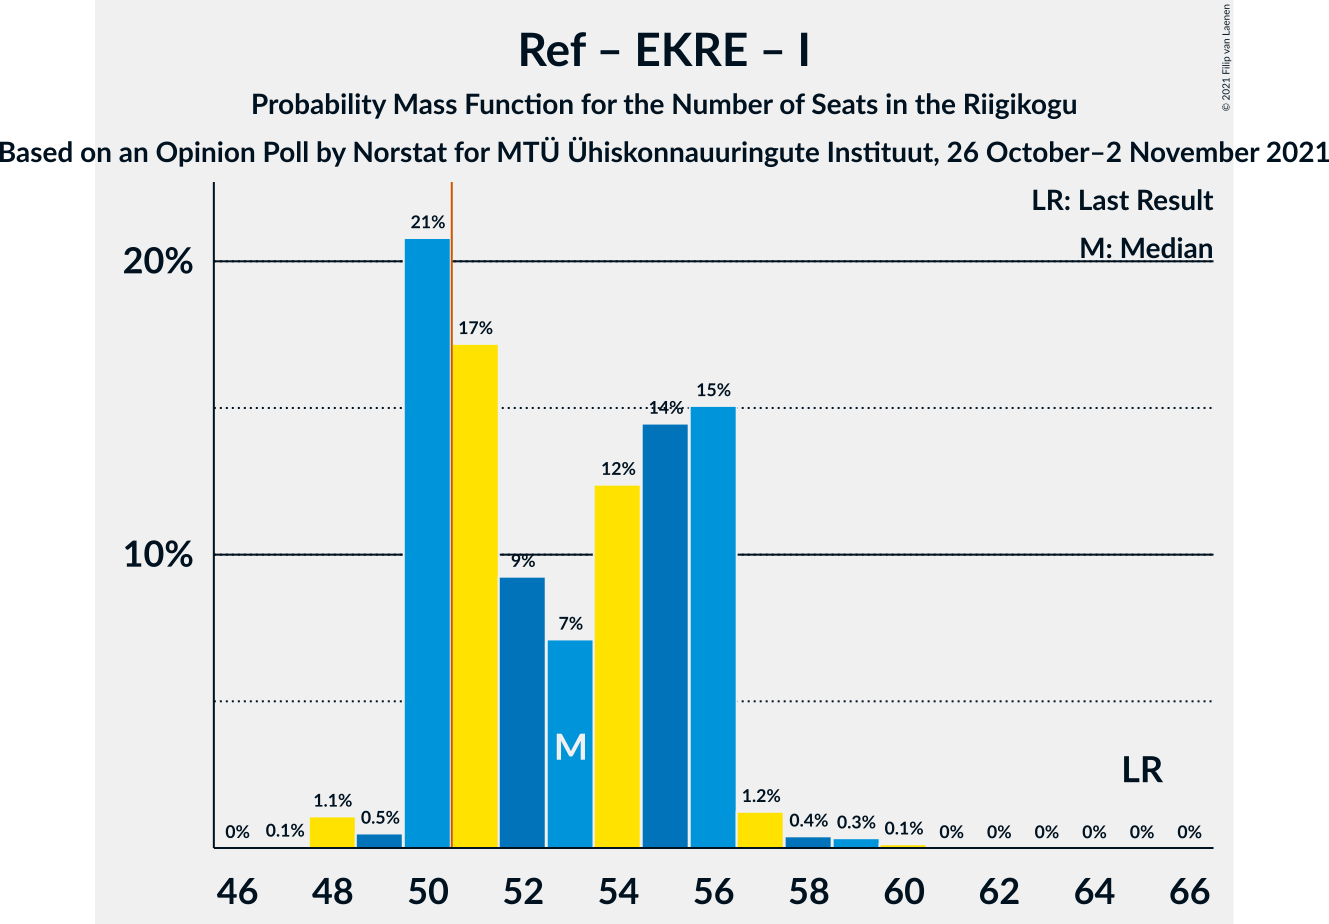 Ref – EKRE – I
Probability Mass Function for the Number of Seats in the Riigikogu
Based on an Opinion Poll by Norstat for MTÜ Ühiskonnauuringute Instituut, 26 October–2 November 2021
© 2021 Filip van Laenen
LR: Last Result
M: Median
20%
10%
0% 0.1% 1.1% 0.5% 21% 17% 9% 7% 12% 14% 15% 1.2% 0.4% 0.3% 0.1% 0% 0% 0% 0% 0% 0%
M
LR
46 48 50 52 54 56 58 60 62 64 66